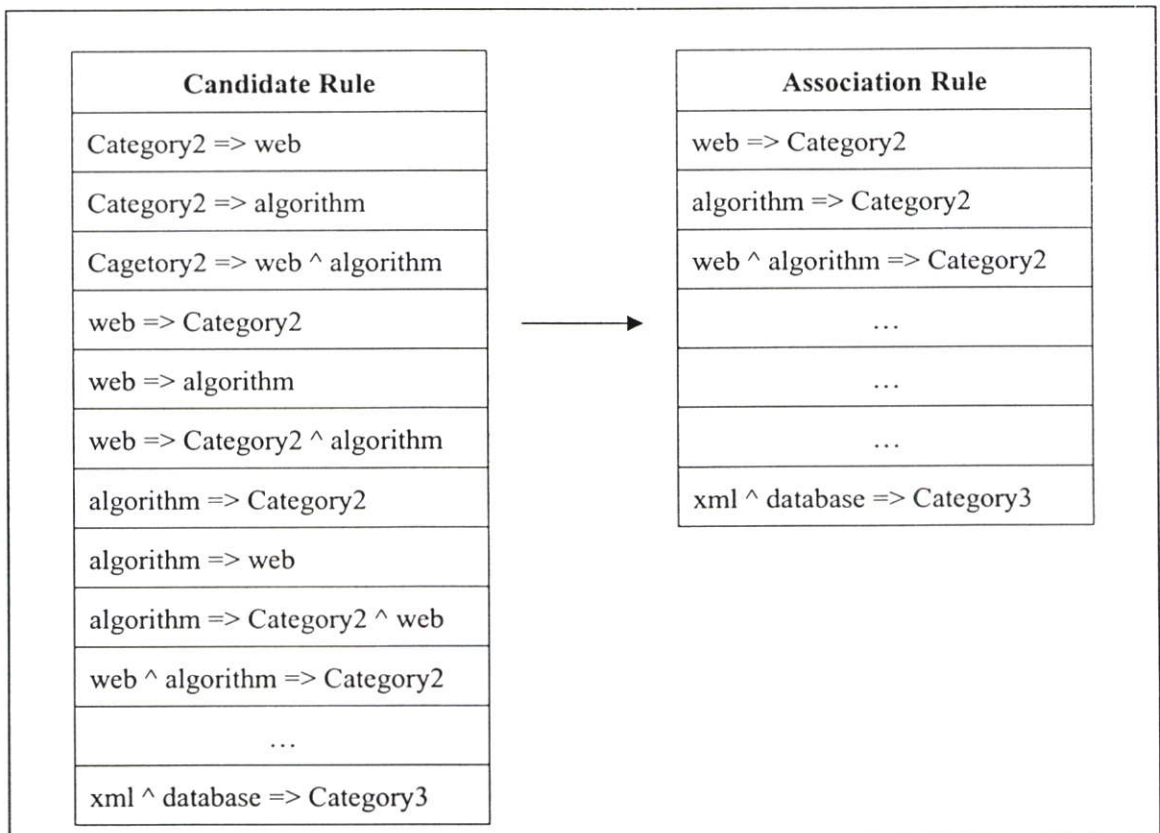 Candidate Rule
Category2 => web
Category2 => algorithm
Cagetory2 => web ^ algorithm
web => Category2
web => algorithm
web => Category2 ^ algorithm
algorithm => Category2
algorithm => web
algorithm => Category2 ^ web
web ^ algorithm => Category2
…
xml ^ database => Category3
Association Rule
web => Category2
algorithm => Category2
web ^ algorithm => Category2
…
…
…
xml ^ database => Category3